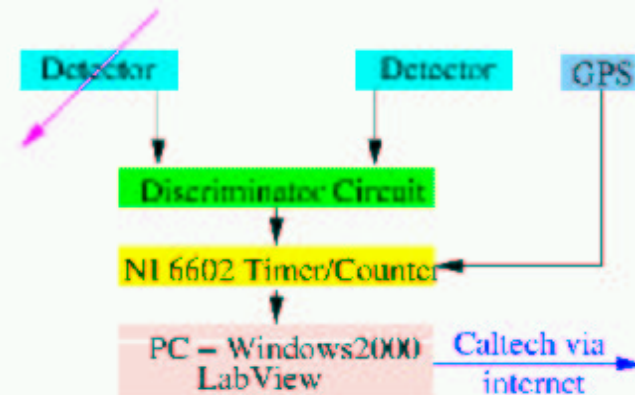 Detector
Detector
GPS
Discriminator Circuit
NI 6602 Timer/Counter
PC – Windows2000
LabView
Caltech via
internet